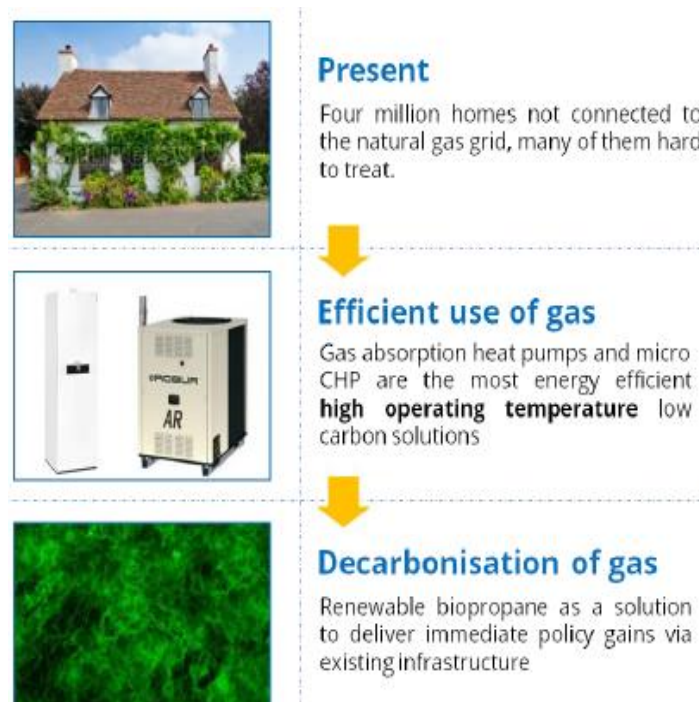 Present
Four million homes not connected to
the natural gas grid, many of them hard
to treat.
Efficient use of gas
ROBUR
AR
Gas absorption heat pumps and micro
CHP are the most energy efficient
high operating temperature low
carbon solutions
Decarbonisation of gas
Renewable biopropane as a solution
to deliver immediate policy gains via
existing infrastructure